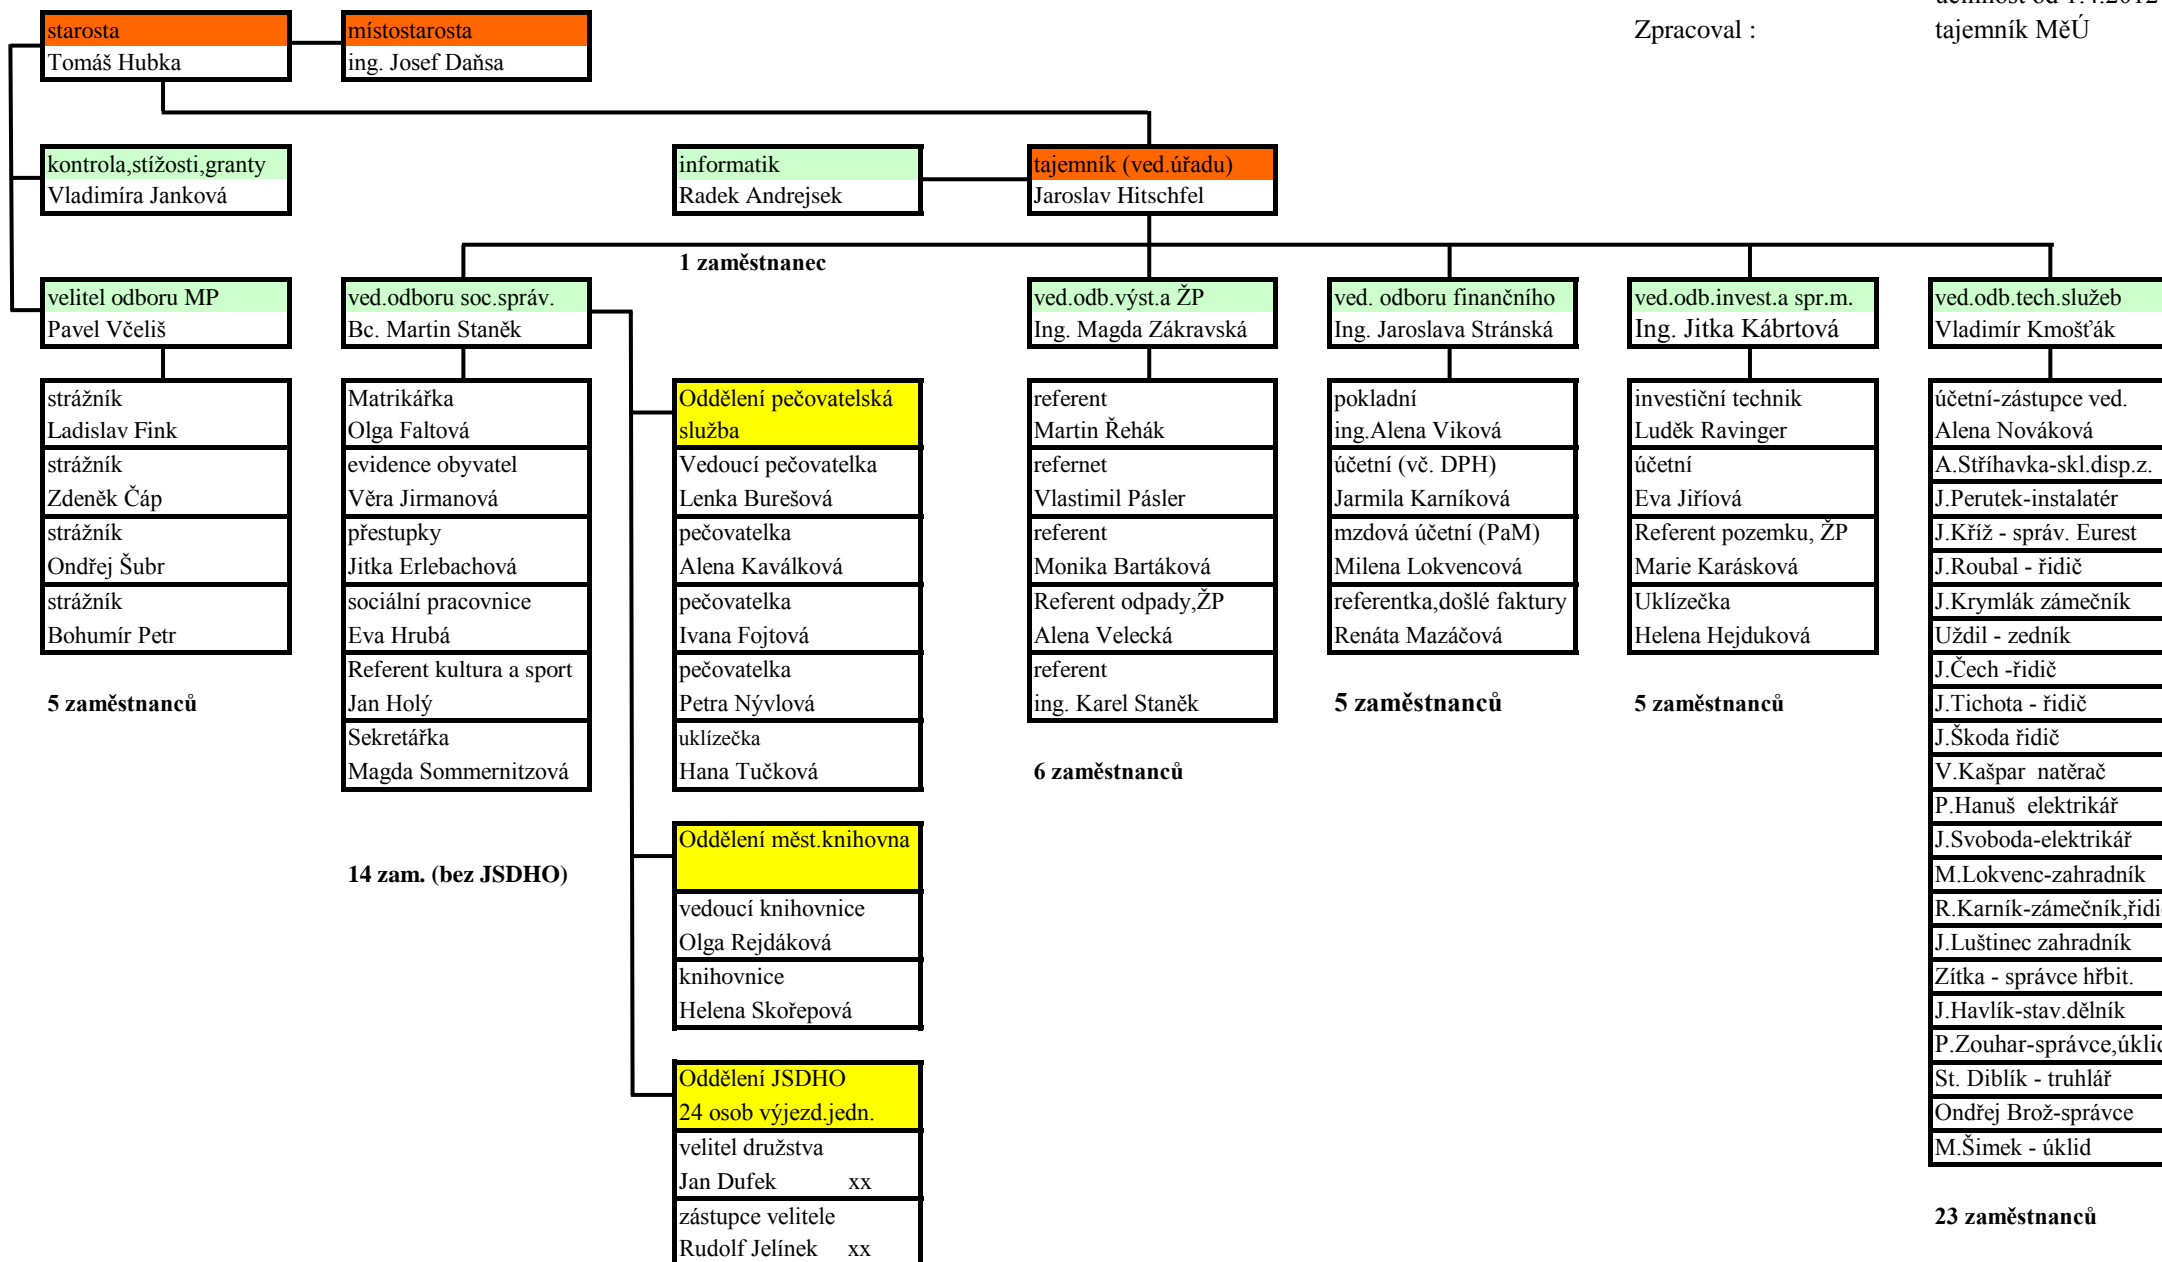 účinnost od 1.4.2012
Zpracoval :
tajemník MěÚ
starosta
Tomáš Hubka
místostarosta
ing. Josef Daňsa
kontrola,stížosti,granty
Vladimíra Janková
informatik
Radek Andrejsek
tajemník (ved.úřadu)
Jaroslav Hitschfel
1 zaměstnanec
velitel odboru MP
Pavel Včeliš
strážník
Ladislav Fink
strážník
Zdeněk Čáp
strážník
Ondřej Šubr
strážník
Bohumír Petr
5 zaměstnanců
ved.odboru soc.správ.
Bc. Martin Staněk
Matrikářka
Olga Faltová
evidence obyvatel
Věra Jirmanová
přestupky
Jitka Erlebachová
sociální pracovnice
Eva Hrubá
Referent kultura a sport
Jan Holý
Sekretářka
Magda Sommernitzová
14 zam. (bez JSDHO)
Oddělení pečovatelská
služba
Vedoucí pečovatelka
Lenka Burešová
pečovatelka
Alena Kaválková
pečovatelka
Ivana Fojtová
pečovatelka
Petra Nývlová
uklízečka
Hana Tučková
Oddělení měst.knihovna
vedoucí knihovnice
Olga Rejdáková
knihovnice
Helena Skořepová
Oddělení JSDHO
24 osob výjezd.jedn.
velitel družstva
Jan Dufek xx
zástupce velitele
Rudolf Jelínek xx
ved.odb.výst.a ŽP
Ing. Magda Zákravská
referent
Martin Řehák
refernet
Vlastimil Pásler
referent
Monika Bartáková
Referent odpady,ŽP
Alena Velecká
referent
ing. Karel Staněk
6 zaměstnanců
ved. odboru finančního
Ing. Jaroslava Stránská
pokladní
ing.Alena Viková
účetní (vč. DPH)
Jarmila Karníková
mzdová účetní (PaM)
Milena Lokvencová
referentka,došlé faktury
Renáta Mazáčová
5 zaměstnanců
ved.odb.invest.a spr.m.
Ing. Jitka Kábrtová
investiční technik
Luděk Ravinger
účetní
Eva Jiříová
Referent pozemku, ŽP
Marie Karásková
Uklízečka
Helena Hejduková
5 zaměstnanců
ved.odb.tech.služeb
Vladimír Kmošťák
účetní-zástupce ved.
Alena Nováková
A.Stříhavka-skl.disp.z.
J.Perutek-instalatér
J.Kříž - správ. Eurest
J.Roubal - řidič
J.Krymlák zámečník
Uždil - zedník
J.Čech -řidič
J.Tichota - řidič
J.Škoda řidič
V.Kašpar natěrač
P.Hanuš elektrikář
J.Svoboda-elektrikář
M.Lokvenc-zahradník
R.Karník-zámečník,řidi
J.Luštinec zahradník
Zítka - správce hřbit.
J.Havlík-stav.dělník
P.Zouhar-správce,úklid
St. Diblík - truhlář
Ondřej Brož-správce
M.Šimek - úklid
23 zaměstnanců